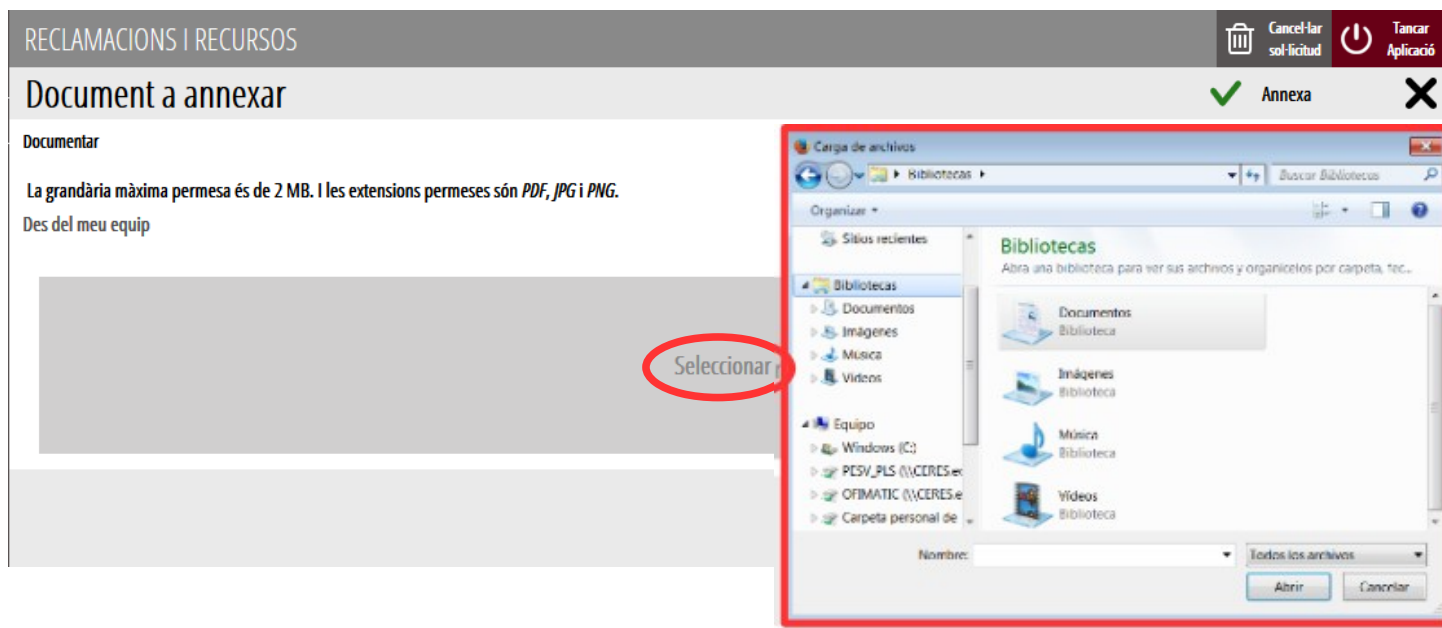 RECLAMACIONS I RECURSOS
Cancel·lar
sol·licitud
Tancar
Aplicació
Document a annexar
Annexa
Documentar
La grandària màxima permesa és de 2 MB. I les extensions permeses són PDF, JPG i PNG.
Des del meu equip
Seleccionar
Carga de archivos
Bibliotecas
Buscar Bibliotecas
Organizar
Sitios recientes
Bibliotecas
Documentos
Imágenes
Música
Vídeos
Equipo
Windows (C:)
PESV_PLS (\\CERES.ex
OFIMATIC (\\CERES.e
Carpeta personal de
Bibliotecas
Abra una biblioteca para ver sus archivos y organícelos por carpeta, fec...
Documentos
Biblioteca
Imágenes
Biblioteca
Música
Biblioteca
Vídeos
Biblioteca
Nombre:
Todos los archivos
Abrir
Cancelar